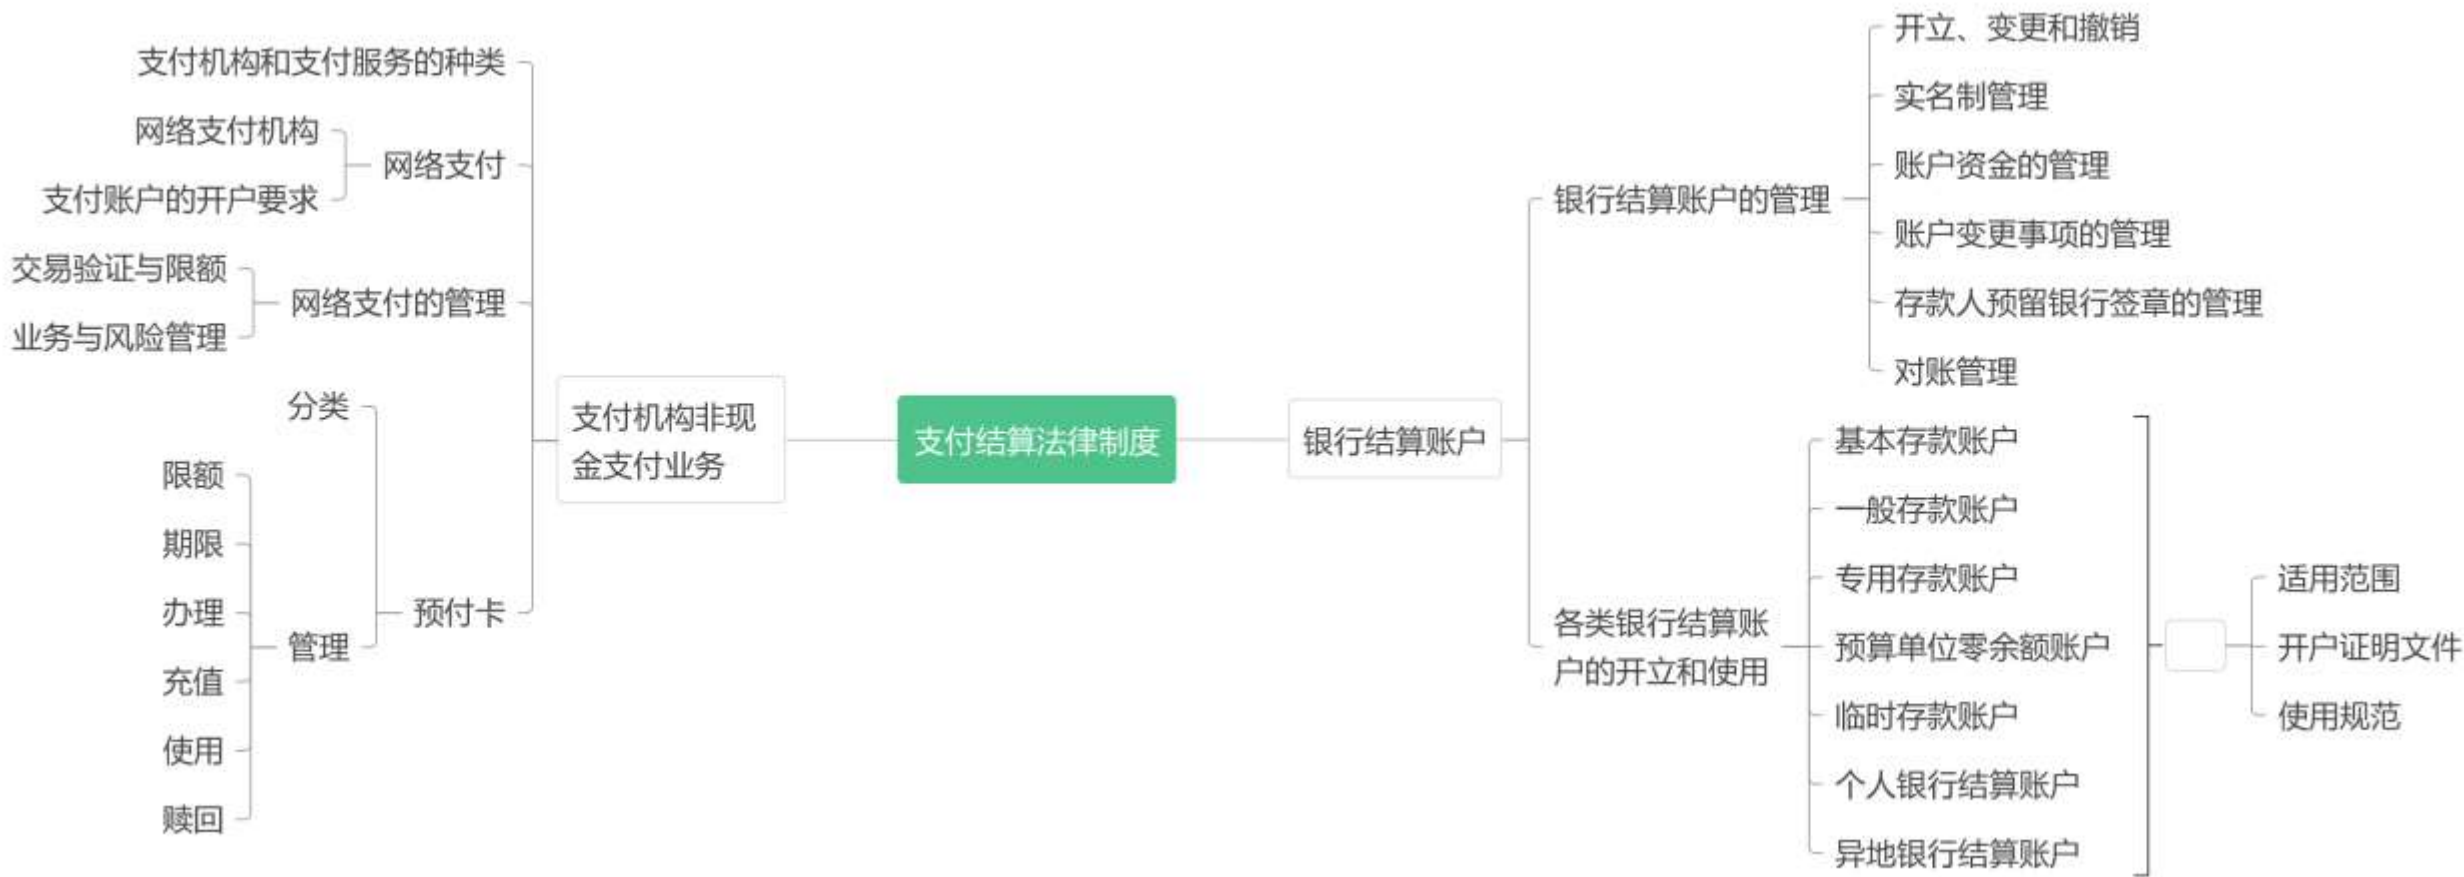 支付结算法律制度
支付机构非现
金支付业务
支付机构和支付服务的种类
网络支付
网络支付机构
支付账户的开户要求
网络支付的管理
交易验证与限额
业务与风险管理
预付卡
分类
管理
限额
期限
办理
充值
使用
赎回
银行结算账户
银行结算账户的管理
开立、变更和撤销
实名制管理
账户资金的管理
账户变更事项的管理
存款人预留银行签章的管理
对账管理
各类银行结算账
户的开立和使用
基本存款账户
一般存款账户
专用存款账户
预算单位零余额账户
临时存款账户
个人银行结算账户
异地银行结算账户
适用范围
开户证明文件
使用规范